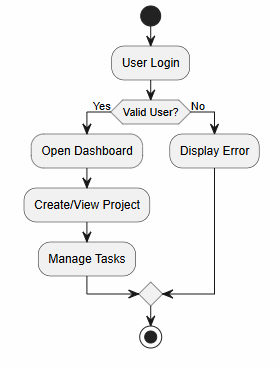 User Login
Yes
Valid User?
No
Open Dashboard
Display Error
Create/View Project
Manage Tasks